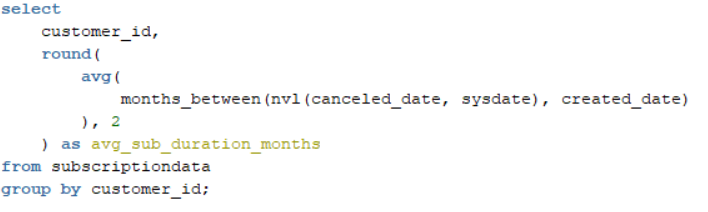 select
    customer_id,
    round(
        avg(
            months_between(nvl(canceled_date, sysdate), created_date)
        ), 2
    ) as avg_sub_duration_months
from subscriptiondata
group by customer_id;